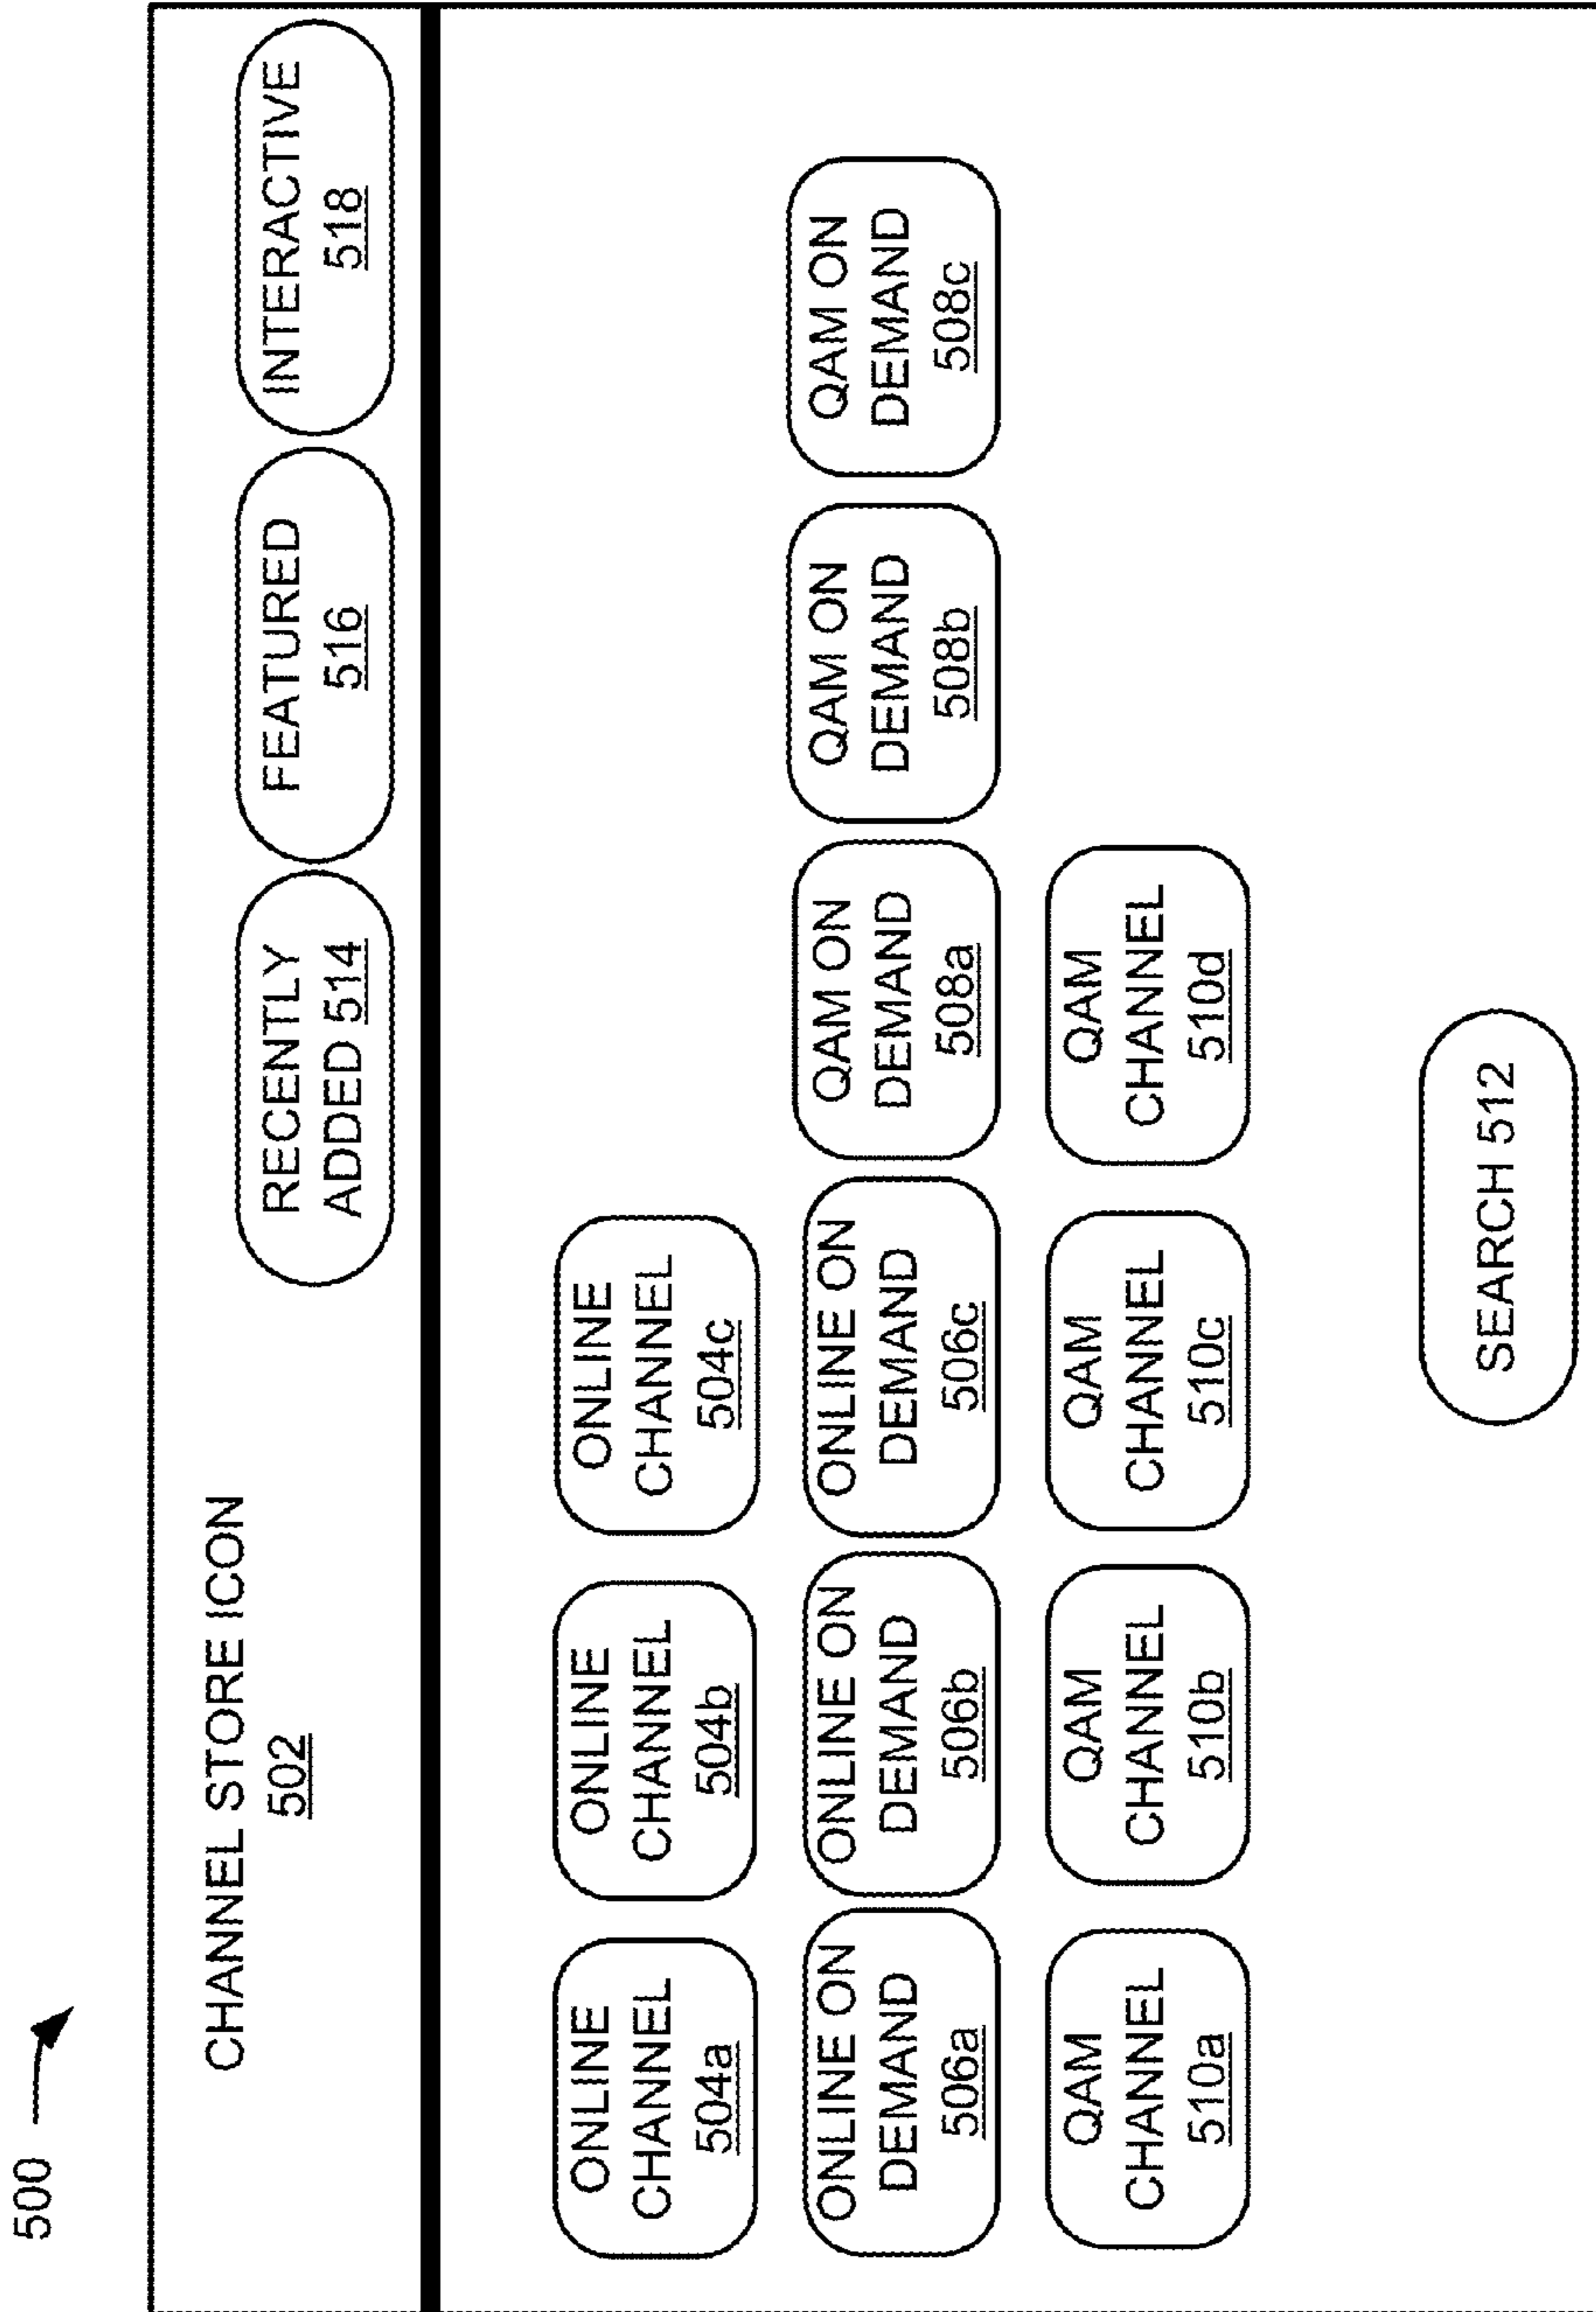 500
CHANNEL STORE ICON
502
RECENTLY
ADDED 514
FEATURED
516
INTERACTIVE
518
ONLINE
CHANNEL
504a
ONLINE
CHANNEL
504b
ONLINE
CHANNEL
504c
ONLINE ON
DEMAND
506a
ONLINE ON
DEMAND
506b
ONLINE ON
DEMAND
506c
QAM ON
DEMAND
508a
QAM ON
DEMAND
508b
QAM ON
DEMAND
508c
QAM
CHANNEL
510a
QAM
CHANNEL
510b
QAM
CHANNEL
510c
QAM
CHANNEL
510d
SEARCH 512